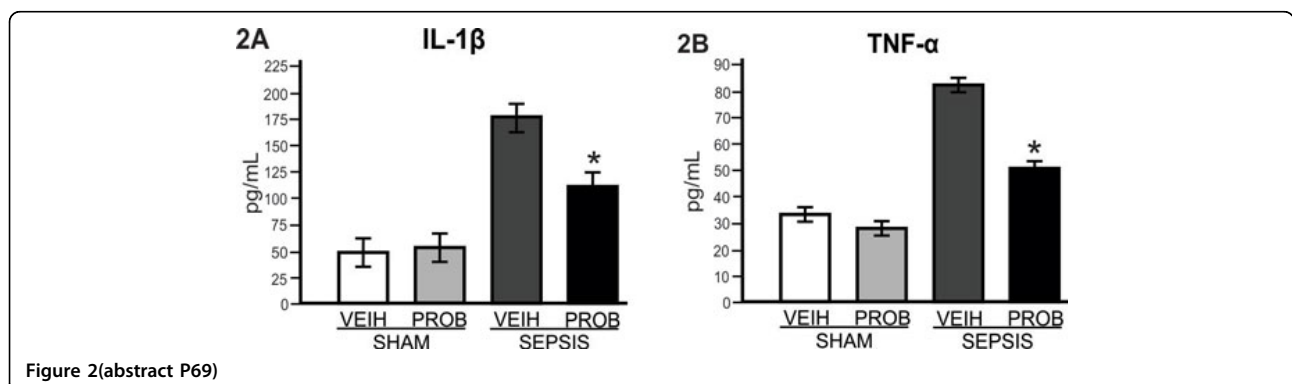 2A
IL-1β
pg/mL
225
200
175
150
125
100
75
50
25
0
*
VEIH PROB VEIH PROB
SHAM SEPSIS
2B
TNF-α
pg/mL
90
80
70
60
50
40
30
20
10
0
*
VEIH PROB VEIH PROB
SHAM SEPSIS
Figure 2(abstract P69)